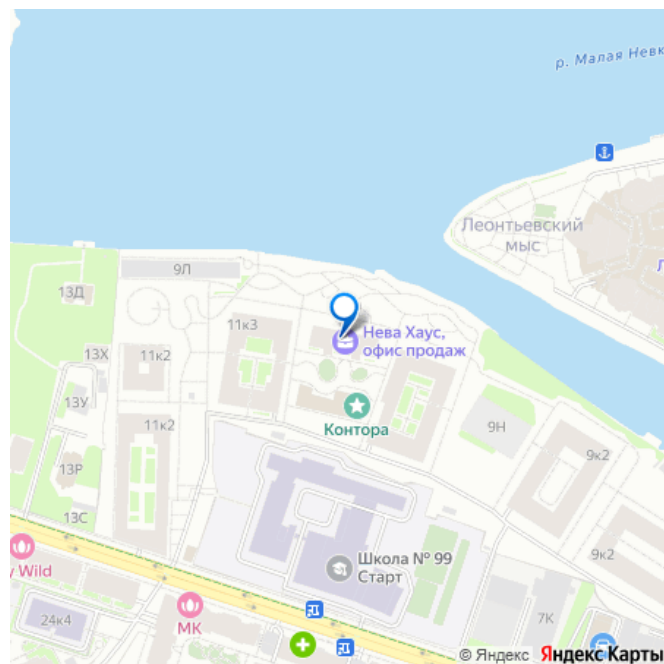 р. Малая Невк
Леонтьевский
мыс
Л
9Л
13Д
11к3
Нева Хаус,
офис продаж
13Х
11к2
13У
Контора
9Н
11к2
9к2
13Р
Школа № 99
Старт
13С
y Wild
9к2
24к4
МК
7К
© Яндекс Яндекс Карты